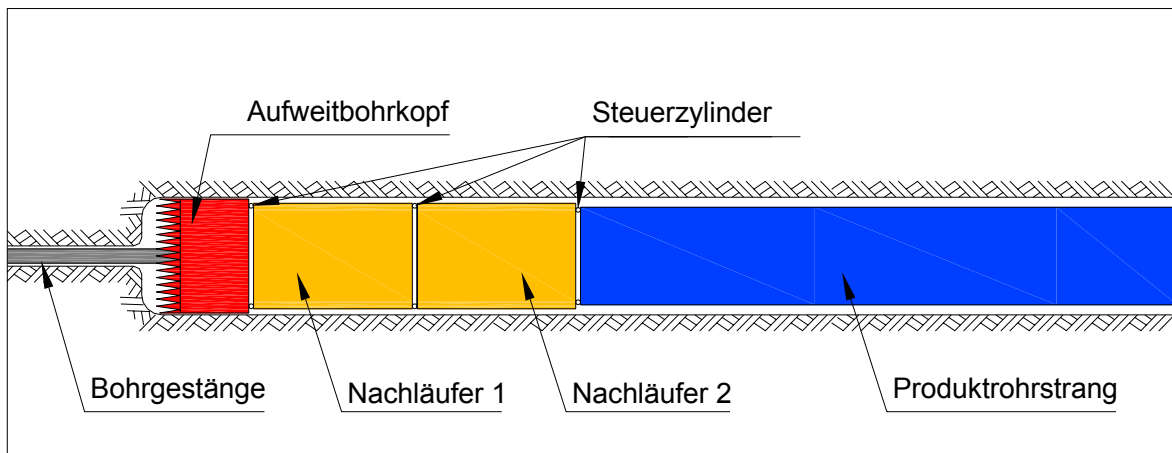 Aufweitbohrkopf
Steuerzylinder
Bohrgestänge
Nachläufer 1
Nachläufer 2
Produktrohrstrang